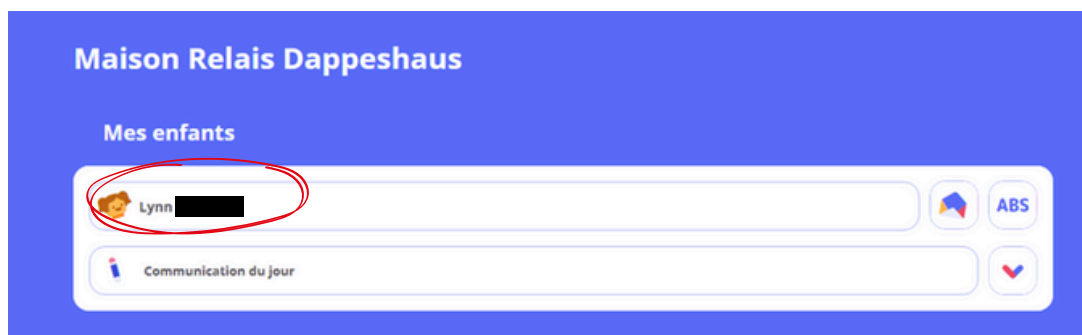 Maison Relais Dappeshaus
Mes enfants
Lynn
ABS
Communication du jour